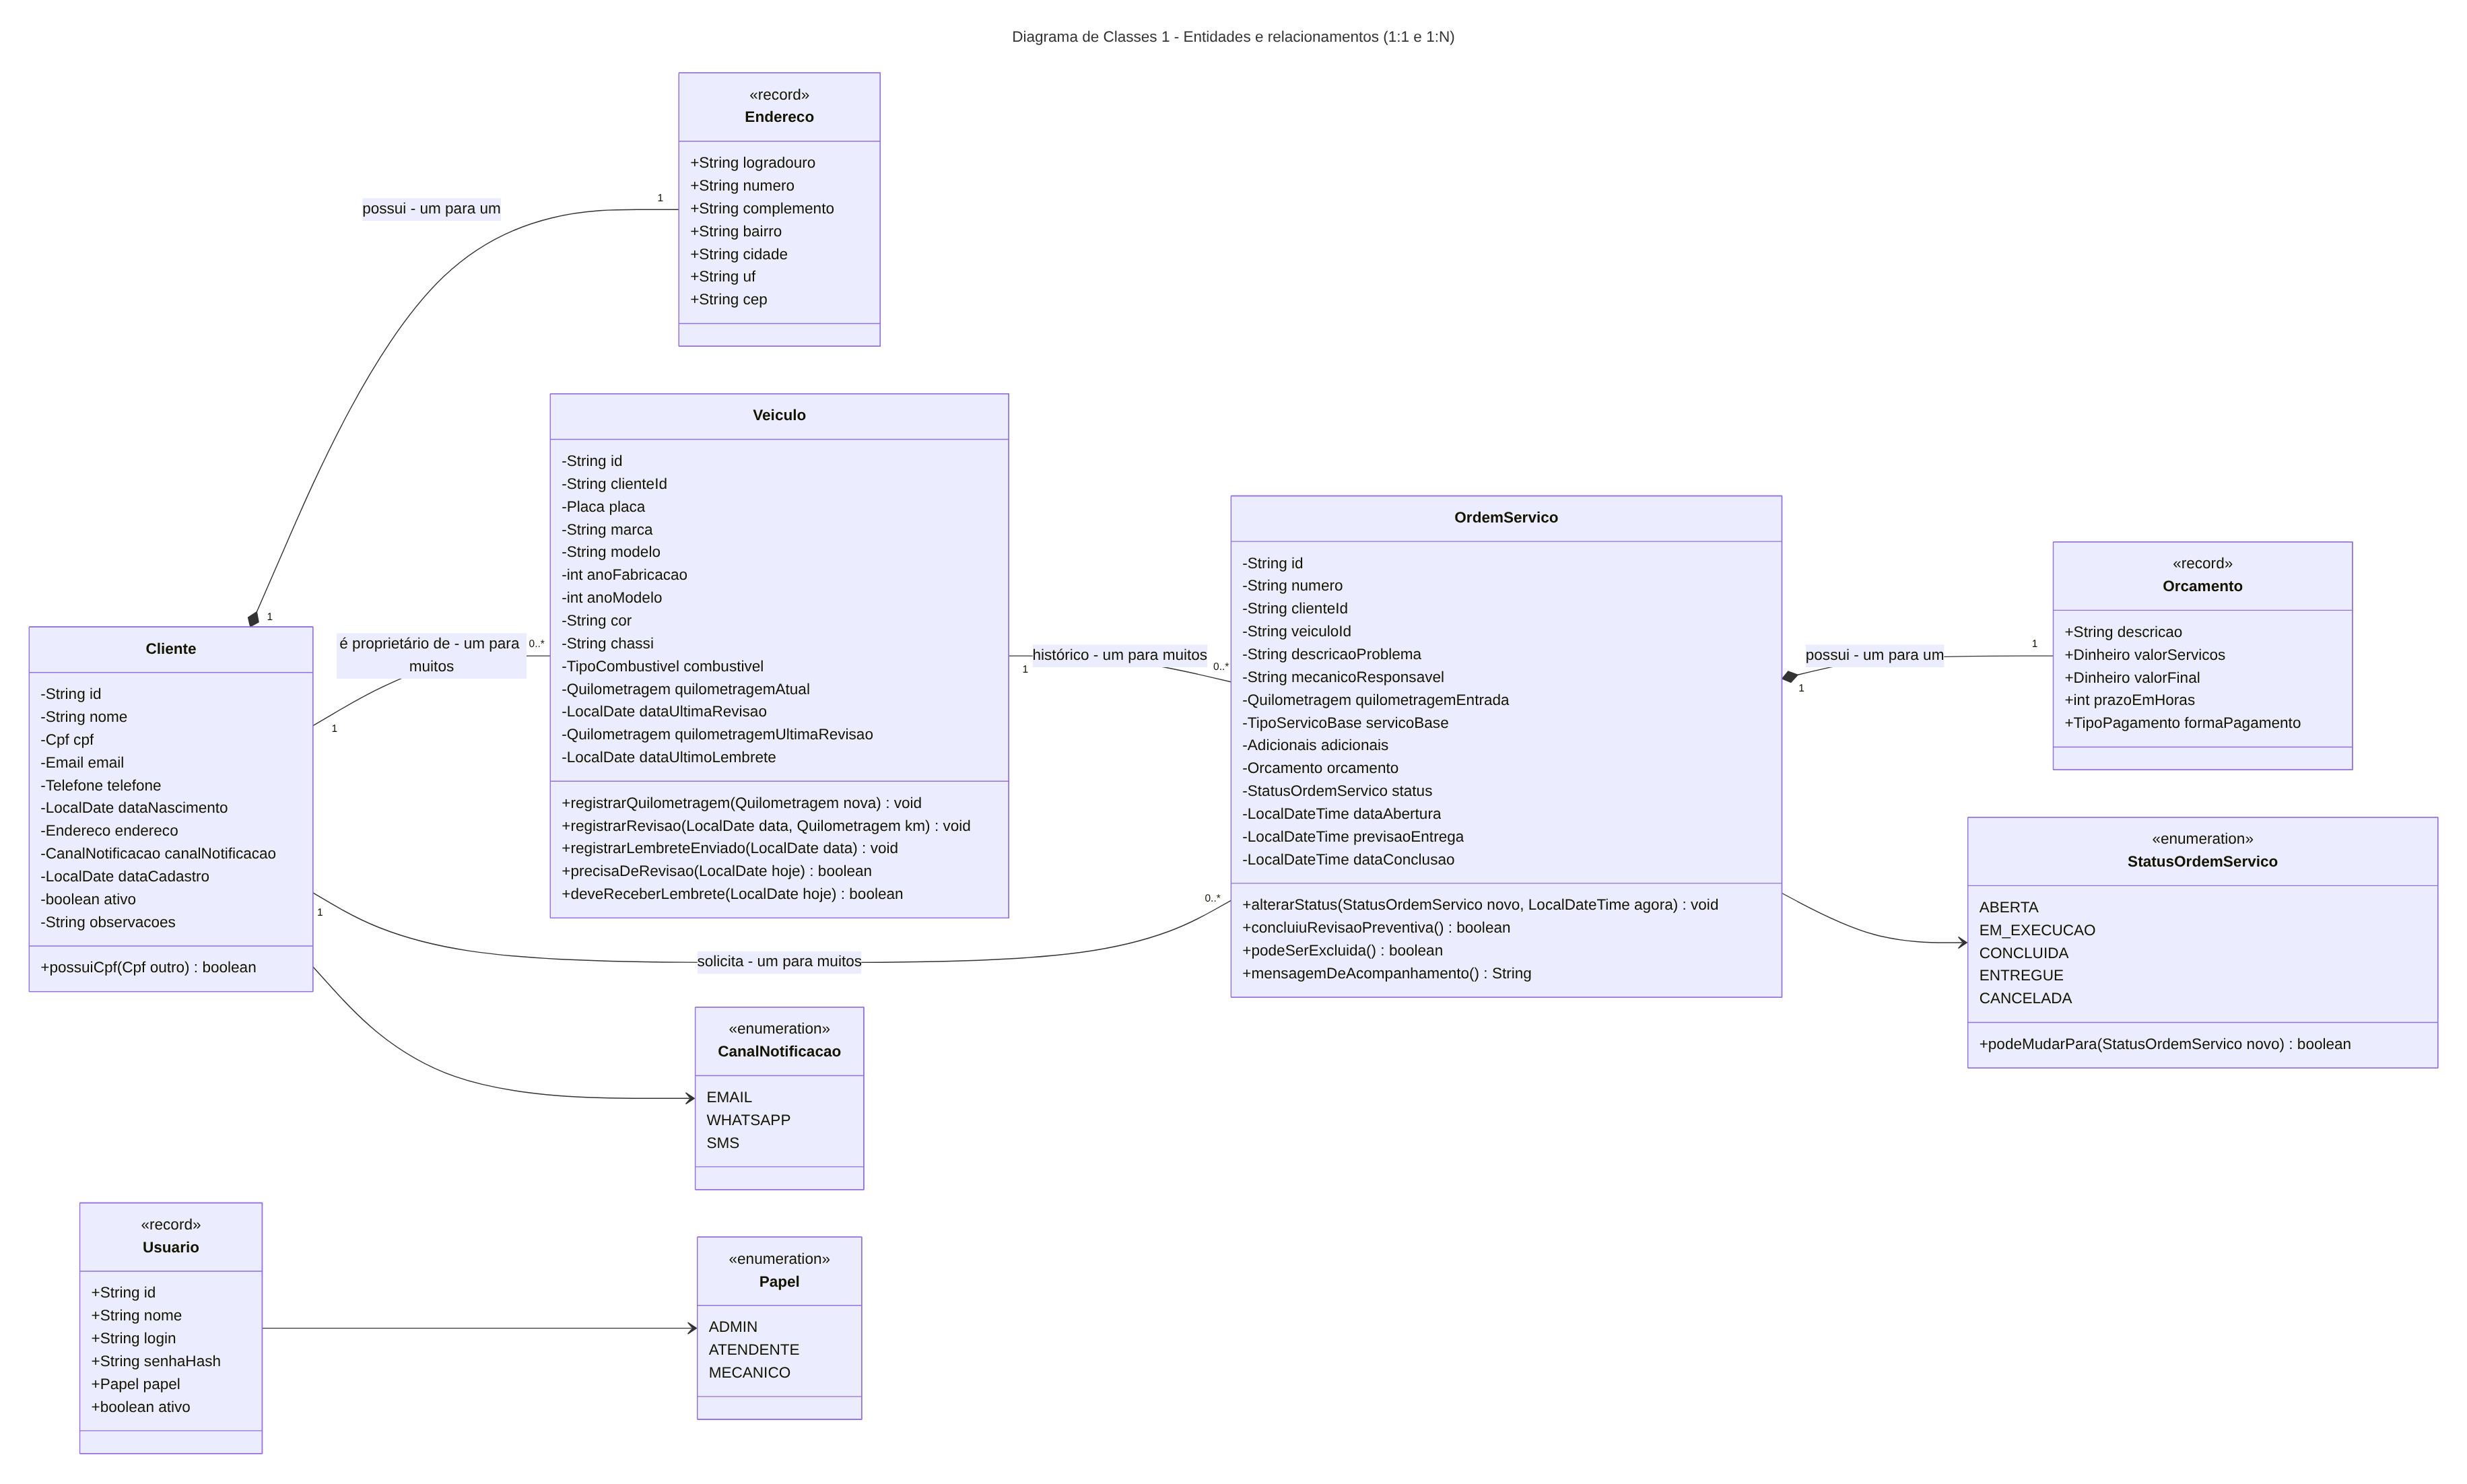 Diagrama de Classes 1 - Entidades e relacionamentos (1:1 e 1:N)
«record»
Endereco
+String logradouro
+String numero
+String complemento
+String bairro
+String cidade
+String uf
+String cep
possui - um para um
1
1
Veiculo
-String id
-String clienteId
-Placa placa
-String marca
-String modelo
-int anoFabricacao
-int anoModelo
-String cor
-String chassi
-TipoCombustivel combustivel
-Quilometragem quilometragemAtual
-LocalDate dataUltimaRevisao
-Quilometragem quilometragemUltimaRevisao
-LocalDate dataUltimoLembrete
+registrarQuilometragem(Quilometragem nova) : void
+registrarRevisao(LocalDate data, Quilometragem km) : void
+registrarLembreteEnviado(LocalDate data) : void
+precisaDeRevisao(LocalDate hoje) : boolean
+deveReceberLembrete(LocalDate hoje) : boolean
Cliente
-String id
-String nome
-Cpf cpf
-Email email
-Telefone telefone
-LocalDate dataNascimento
-Endereco endereco
-CanalNotificacao canalNotificacao
-LocalDate dataCadastro
-boolean ativo
-String observacoes
+possuiCpf(Cpf outro) : boolean
é proprietário de - um para
muitos
0..*
1
histórico - um para muitos
1
0..*
OrdemServico
-String id
-String numero
-String clienteId
-String veiculoId
-String descricaoProblema
-String mecanicoResponsavel
-Quilometragem quilometragemEntrada
-TipoServicoBase servicoBase
-Adicionais adicionais
-Orcamento orcamento
-StatusOrdemServico status
-LocalDateTime dataAbertura
-LocalDateTime previsaoEntrega
-LocalDateTime dataConclusao
+alterarStatus(StatusOrdemServico novo, LocalDateTime agora) : void
+concluiuRevisaoPreventiva() : boolean
+podeSerExcluida() : boolean
+mensagemDeAcompanhamento() : String
possui - um para um
1
1
«record»
Orcamento
+String descricao
+Dinheiro valorServicos
+Dinheiro valorFinal
+int prazoEmHoras
+TipoPagamento formaPagamento
«enumeration»
StatusOrdemServico
ABERTA
EM_EXECUCAO
CONCLUIDA
ENTREGUE
CANCELADA
+podeMudarPara(StatusOrdemServico novo) : boolean
1
solicita - um para muitos
0..*
«enumeration»
CanalNotificacao
EMAIL
WHATSAPP
SMS
«record»
Usuario
+String id
+String nome
+String login
+String senhaHash
+Papel papel
+boolean ativo
«enumeration»
Papel
ADMIN
ATENDENTE
MECANICO